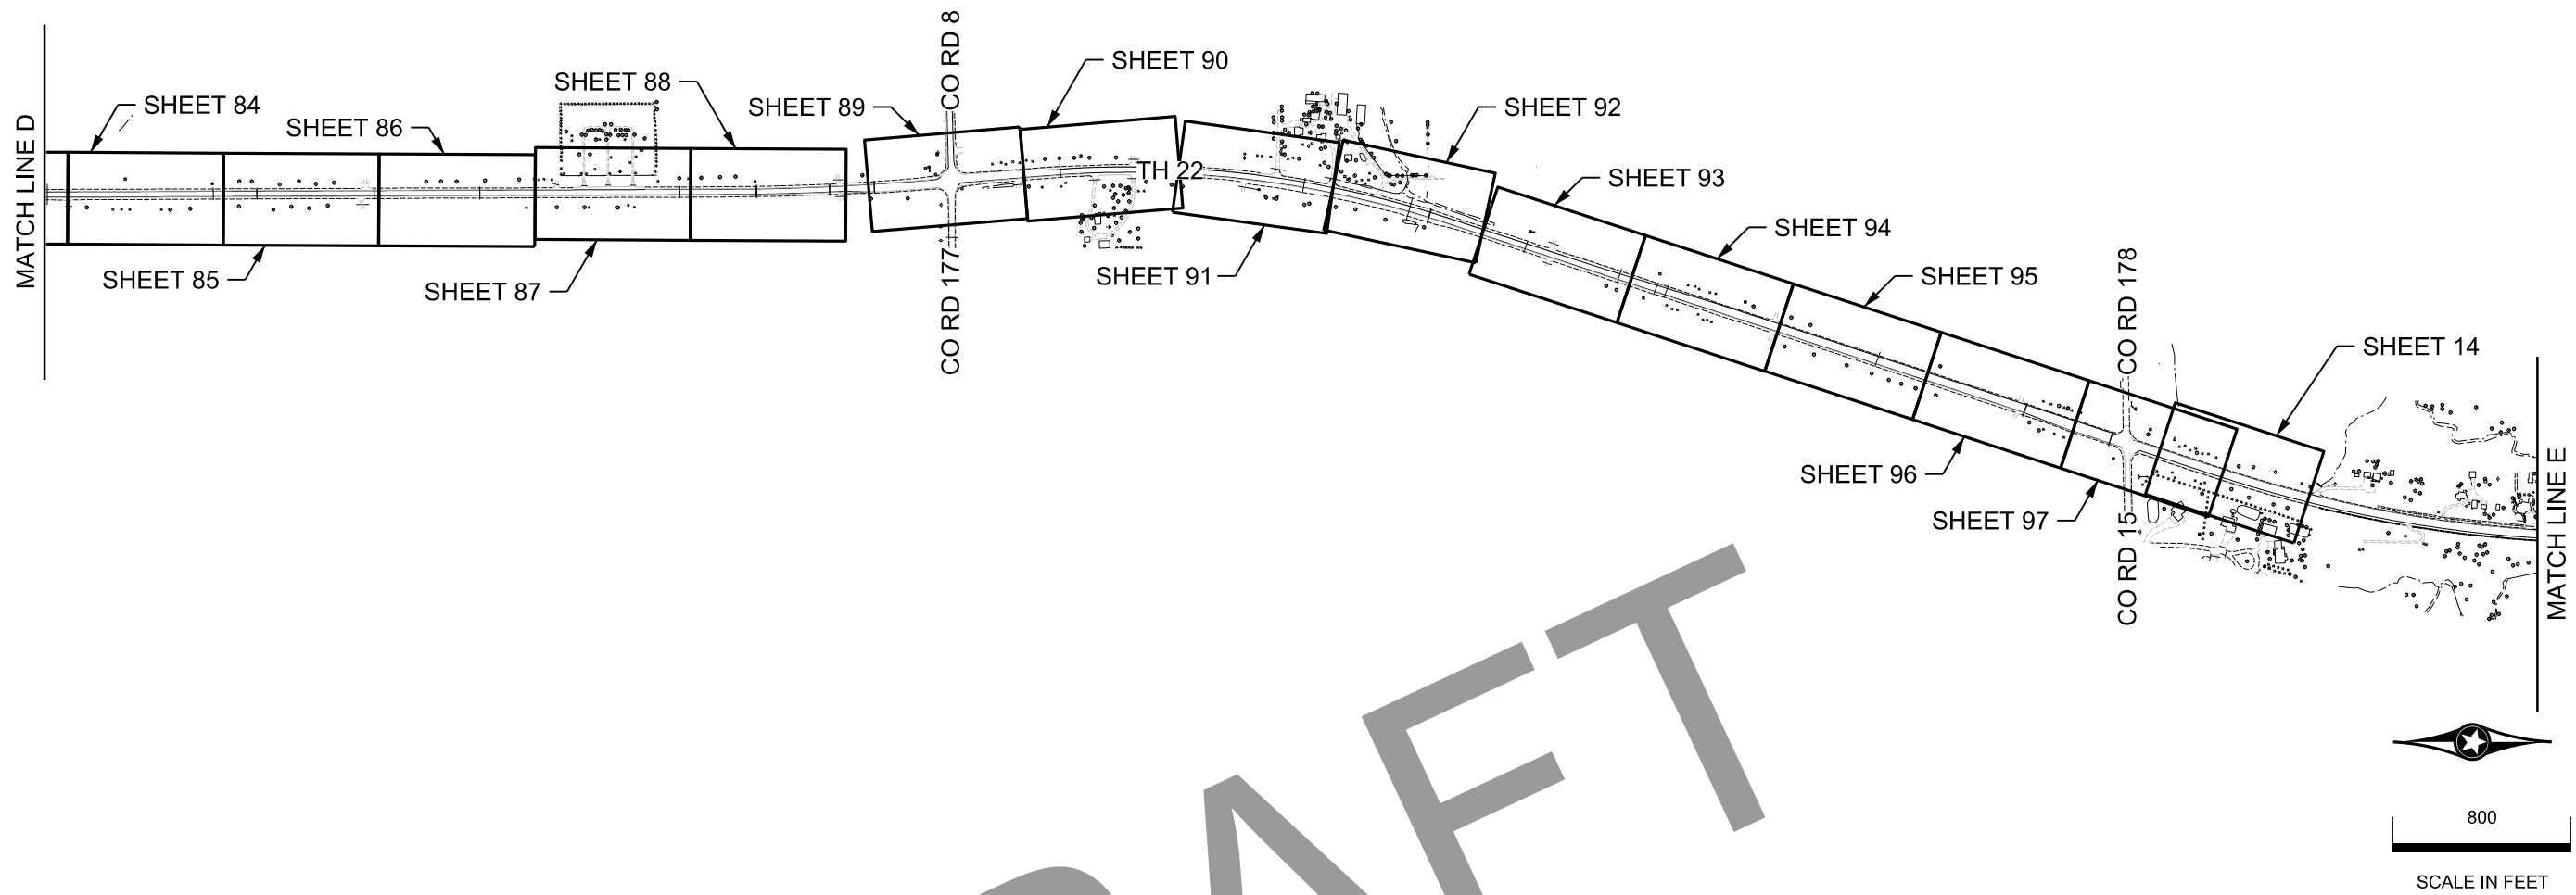 MATCH LINE D
SHEET 84
SHEET 85
SHEET 86
SHEET 87
SHEET 88
SHEET 89
CO RD 8
CO RD 177
SHEET 90
TH 22
SHEET 91
SHEET 92
SHEET 93
SHEET 94
SHEET 95
SHEET 96
SHEET 97
CO RD 178
CO RD 15
SHEET 14
MATCH LINE E
800
SCALE IN FEET
DRAFT